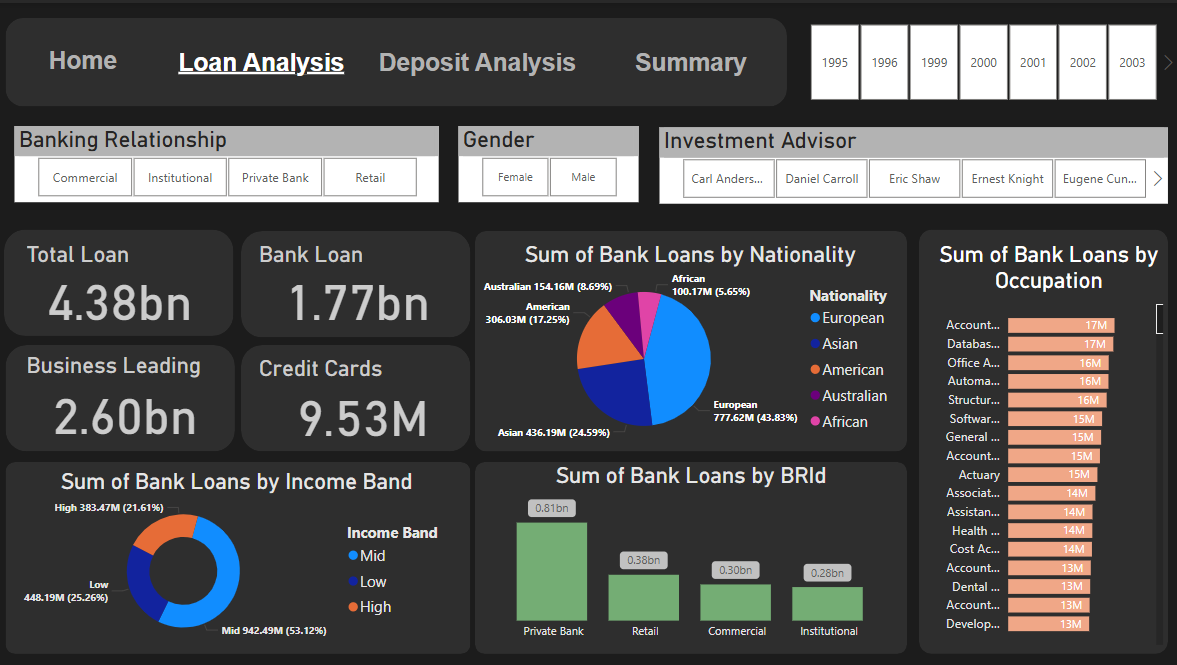 Home
Loan Analysis
Deposit Analysis
Summary
1995
1996
1999
2000
2001
2002
2003
Banking Relationship
Commercial
Institutional
Private Bank
Retail
Gender
Female
Male
Investment Advisor
Carl Anders...
Daniel Carroll
Eric Shaw
Ernest Knight
Eugene Cun...
Total Loan
4.38bn
Bank Loan
1.77bn
Business Leading
2.60bn
Credit Cards
9.53M
Sum of Bank Loans by Nationality
African
100.17M (5.65%)
Australian 154.16M (8.69%)
American
306.03M (17.25%)
Asian 436.19M (24.59%)
European
777.62M (43.83%)
Nationality
European
Asian
American
Australian
African
Sum of Bank Loans by
Occupation
Account... 17M
Databas... 17M
Office A... 16M
Automa... 16M
Structur... 16M
Softwar... 15M
General ... 15M
Account... 15M
Actuary 15M
Associat... 14M
Assistan... 14M
Health ... 14M
Cost Ac... 14M
Account... 13M
Dental ... 13M
Account... 13M
Develop... 13M
Sum of Bank Loans by Income Band
High 383.47M (21.61%)
Low
448.19M (25.26%)
Mid 942.49M (53.12%)
Income Band
Mid
Low
High
Sum of Bank Loans by BRId
0.81bn
0.38bn
0.30bn
0.28bn
Private Bank
Retail
Commercial
Institutional